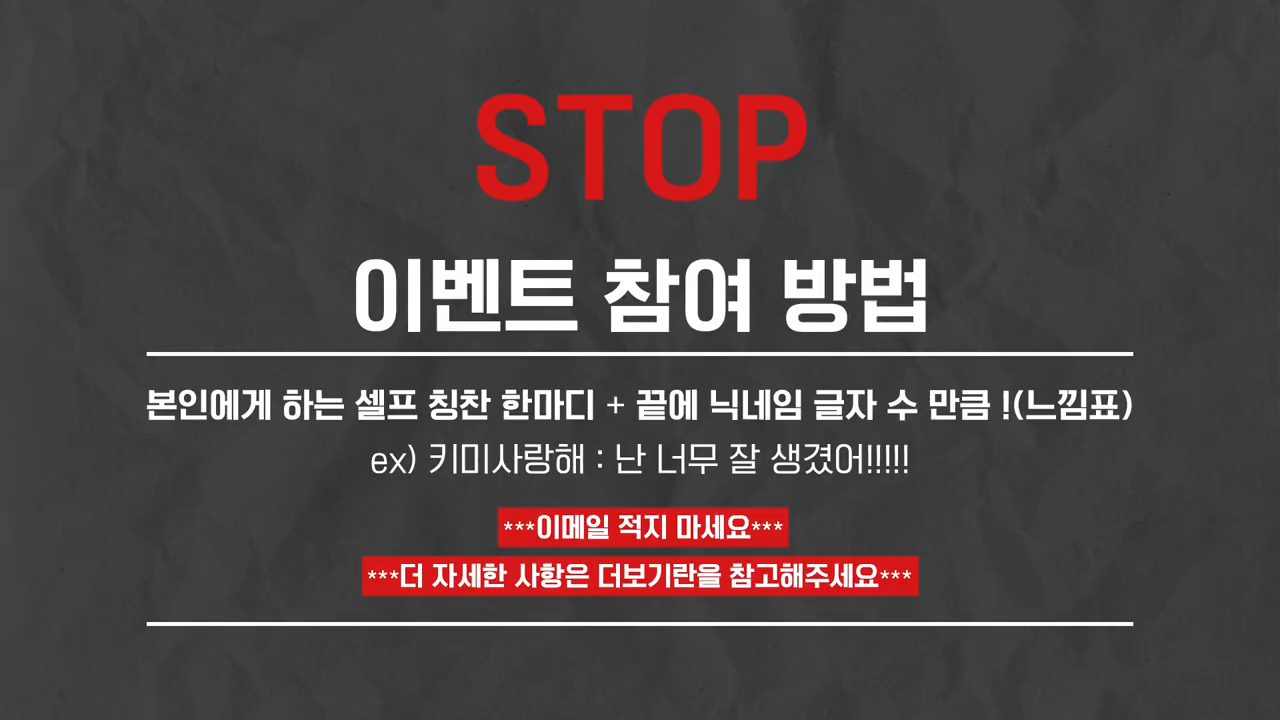 STOP
이벤트 참여 방법
본인에게 하는 셀프 칭찬 한마디 + 끝에 닉네임 글자 수 만큼 !(느낌표)
ex) 키미사랑해 : 난 너무 잘 생겼어!!!!!
***이메일 적지 마세요***
***더 자세한 사항은 더보기란을 참고해주세요***